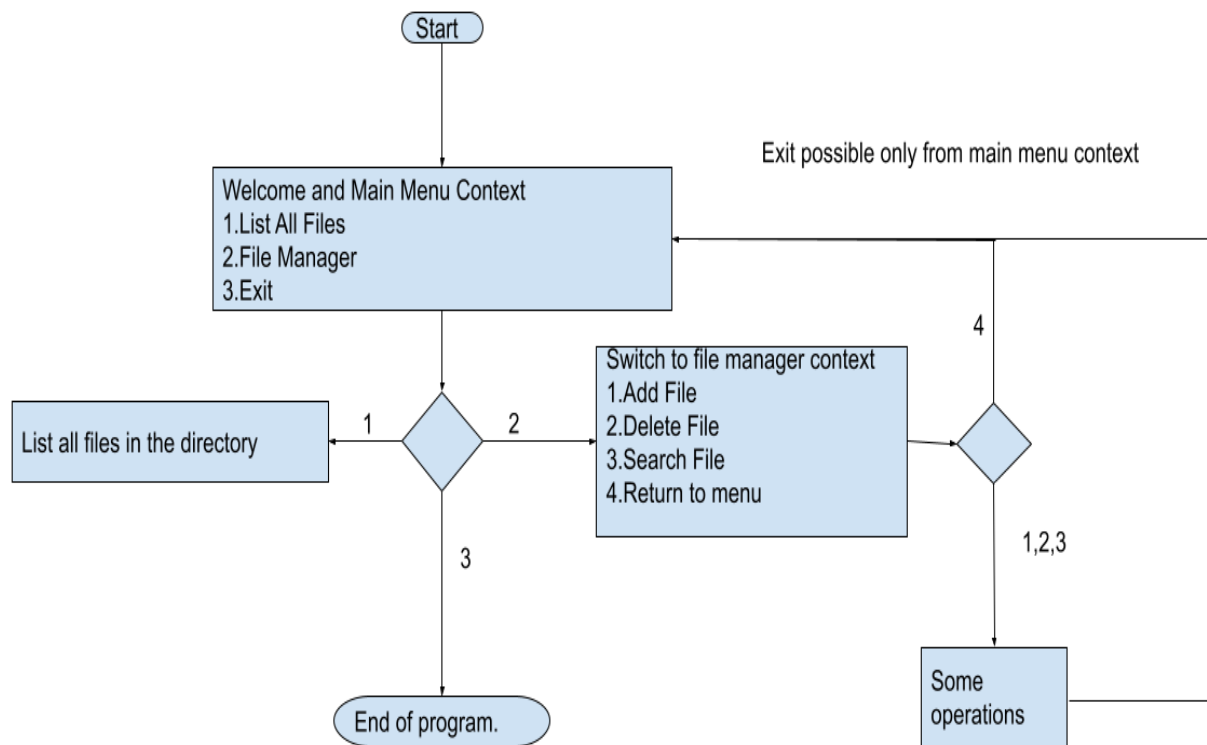 Start
Exit possible only from main menu context
Welcome and Main Menu Context
1.List All Files
2.File Manager
3.Exit
4
Switch to file manager context
1.Add File
2.Delete File
3.Search File
4.Return to menu
List all files in the directory
1
2
3
1,2,3
Some
operations
End of program.